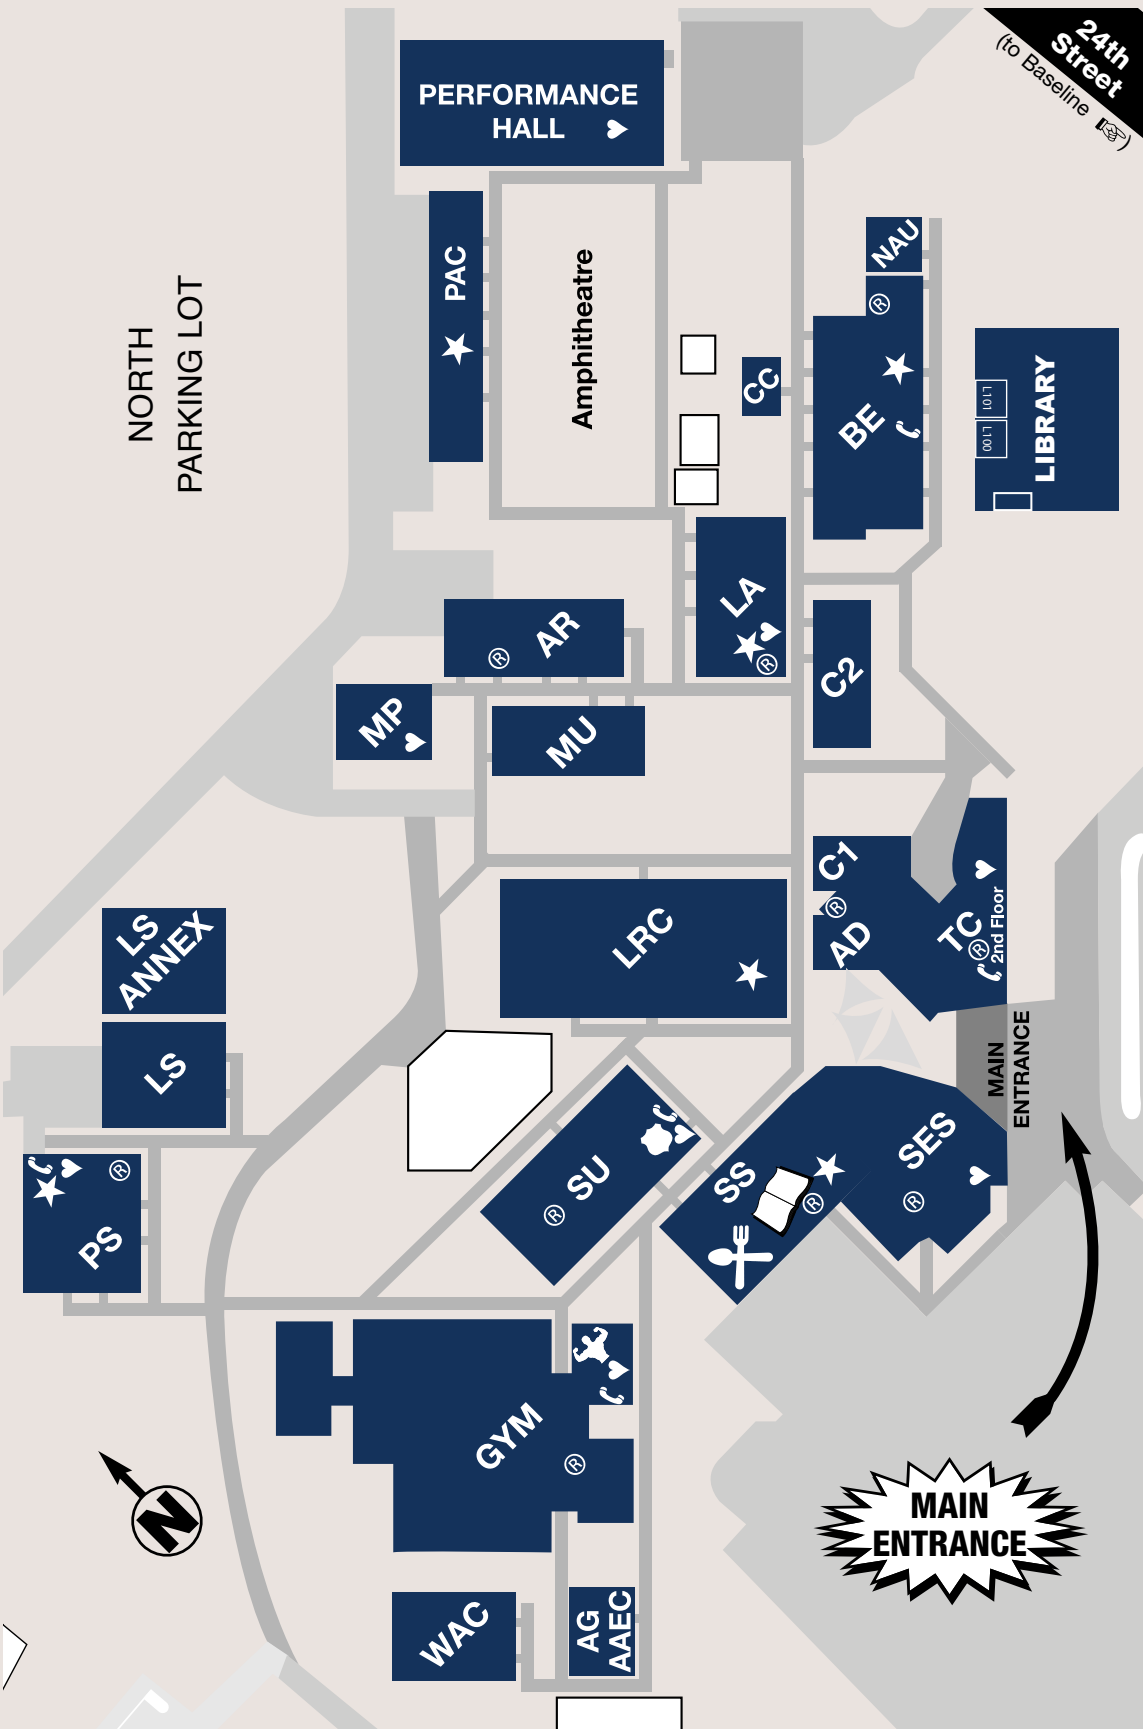 24th
Street
(to Baseline ☞)
PERFORMANCE
HALL ♥
PAC ★
Amphitheatre
NORTH
PARKING LOT
NAU
®
★
BE
CC
L101
L100
LIBRARY
LA
★♥
®
AR
®
C2
MP
♥
MU
C1
®
AD
♥
TC
®
2nd Floor
LRC
★
LS
ANNEX
LS
MAIN
ENTRANCE
♥
★
®
PS
SU
®
♥
SS
★
®
SES
®
♥
GYM
®
♥
N
MAIN
ENTRANCE
WAC
AG
AAEC